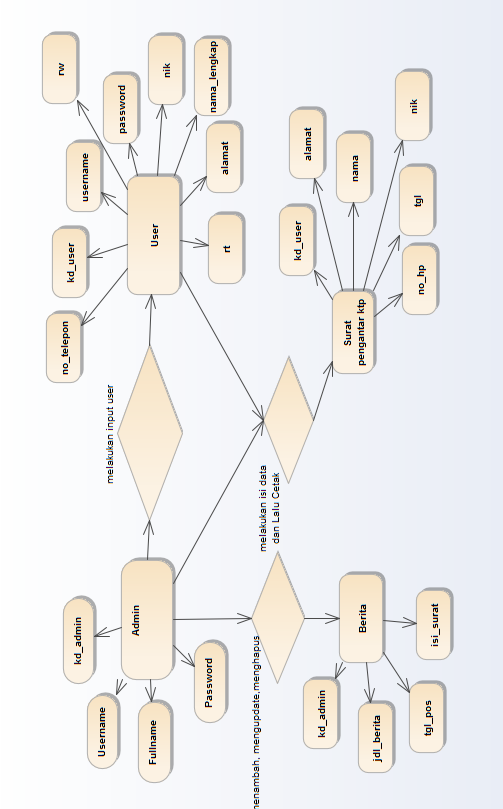 no_telepon
kd_user
rw
username
password
nik
nama_lengkap
alamat
rt
User
melakukan input user
kd_admin
Username
Fullname
Password
Admin
menambah, mengupdate,menghapus
melakukan isi data
dan Lalu Cetak
kd_user
alamat
nama
nik
tgl
no_hp
Surat
pengantar ktp
Berita
kd_admin
jdl_berita
tgl_pos
isi_surat